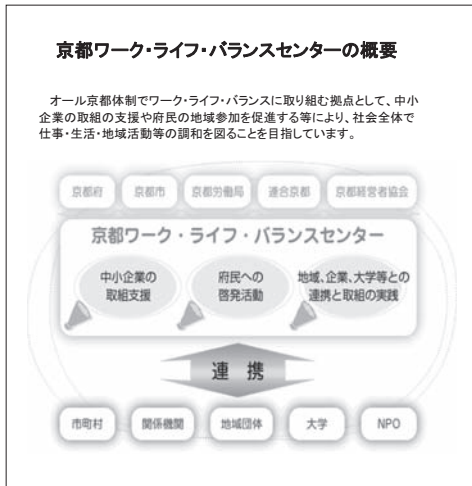 京都ワーク・ライフ・バランスセンターの概要
オール京都体制でワーク・ライフ・バランスに取り組む拠点として、中小
企業の取組の支援や府民の地域参加を促進する等により、社会全体で
仕事・生活・地域活動等の調和を図ることを目指しています。
京都府 京都市 京都労働局 連合京都 京都経営者協会
京都ワーク・ライフ・バランスセンター
中小企業の
取組支援
府民への
啓発活動
地域、企業、大学等との
連携と取組の実践
連携
市町村 関係機関 地域団体 大学 NPO